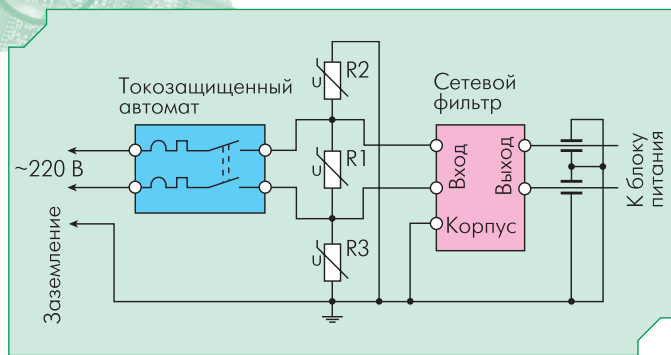 Токозащищенный
автомат
~220 В
Заземление
U
R2
U
R1
U
R3
Сетевой
фильтр
Вход
Выход
Корпус
К блоку
питания